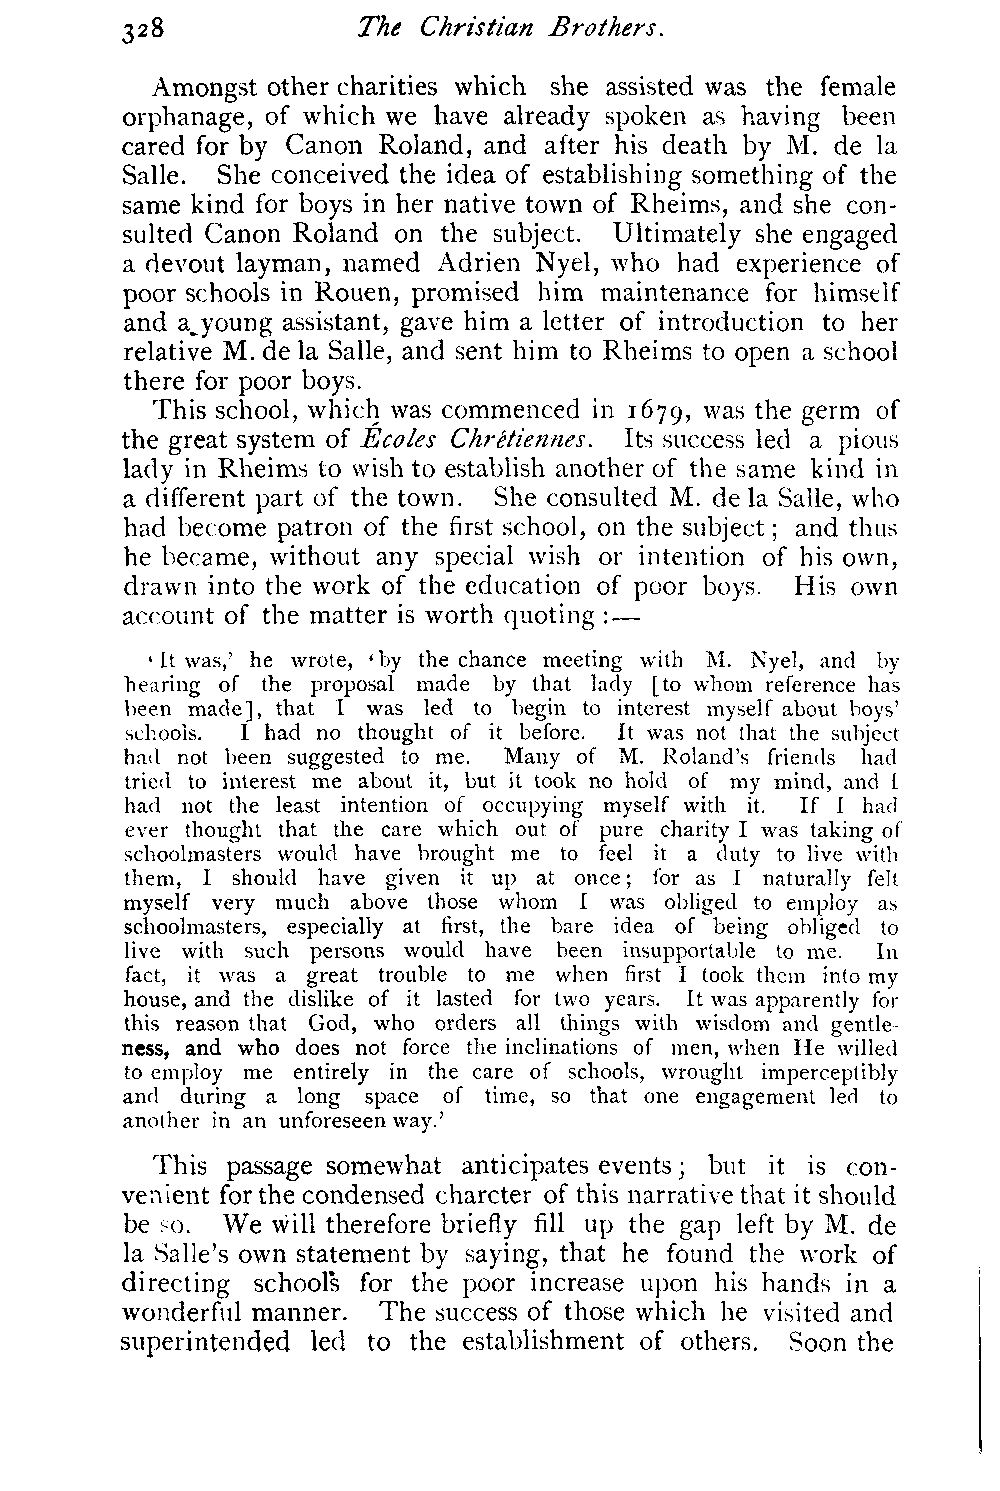 328 The Christian Brothers.
Amongst other charities which she assisted was the female
orphanage, of which we have already spoken as having been
cared for by Canon Roland, and after his death by M. de la
Salle. She conceived the idea of establishing something of the
same kind for boys in her native town of Rheims, and she con-
sulted Canon Roland on the subject. Ultimately she engaged
a devout layman, named Adrien Nyel, who had experience of
poor schools in Rouen, promised him maintenance for himself
and a young assistant, gave him a letter of introduction to her
relative M. de la Salle, and sent him to Rheims to open a school
there for poor boys.
This school, which was commenced in 1679, was the germ of
the great system of Écoles Chrétiennes. Its success led a pious
lady in Rheims to wish to establish another of the same kind in
a different part of the town. She consulted M. de la Salle, who
had become patron of the first school, on the subject; and thus
he became, without any special wish or intention of his own,
drawn into the work of the education of poor boys. His own
account of the matter is worth quoting:—
‘It was,’ he wrote, ‘by the chance meeting with M. Nyel, and by
hearing of the proposal made by that lady [to whom reference has
been made], that I was led to begin to interest myself about boys’
schools. I had no thought of it before. It was not that the subject
had not been suggested to me. Many of M. Roland’s friends had
tried to interest me about it, but it took no hold of my mind, and I
had not the least intention of occupying myself with it. If I had
ever thought that the care which out of pure charity I was taking of
schoolmasters would have brought me to feel it a duty to live with
them, I should have given it up at once; for as I naturally felt
myself very much above those whom I was obliged to employ as
schoolmasters, especially at first, the bare idea of being obliged to
live with such persons would have been insupportable to me. In
fact, it was a great trouble to me when first I took them into my
house, and the dislike of it lasted for two years. It was apparently for
this reason that God, who orders all things with wisdom and gentle-
ness, and who does not force the inclinations of men, when He willed
to employ me entirely in the care of schools, wrought imperceptibly
and during a long space of time, so that one engagement led to
another in an unforeseen way.’
This passage somewhat anticipates events; but it is con-
venient for the condensed charcter of this narrative that it should
be so. We will therefore briefly fill up the gap left by M. de
la Salle’s own statement by saying, that he found the work of
directing schools for the poor increase upon his hands in a
wonderful manner. The success of those which he visited and
superintended led to the establishment of others. Soon the